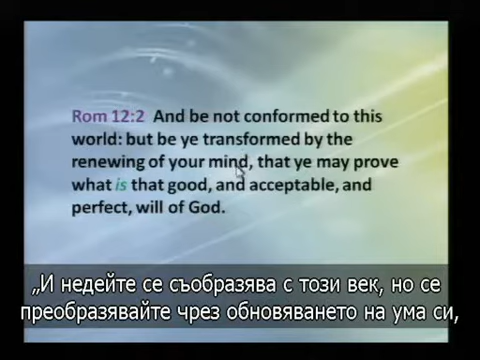 Rom 12:2 And be not conformed to this
world: but be ye transformed by the
renewing of your mind, that ye may prove
what is that good, and acceptable, and
perfect, will of God.
„И недейте се съобразява с този век, но се
преобразявайте чрез обновяването на ума си,